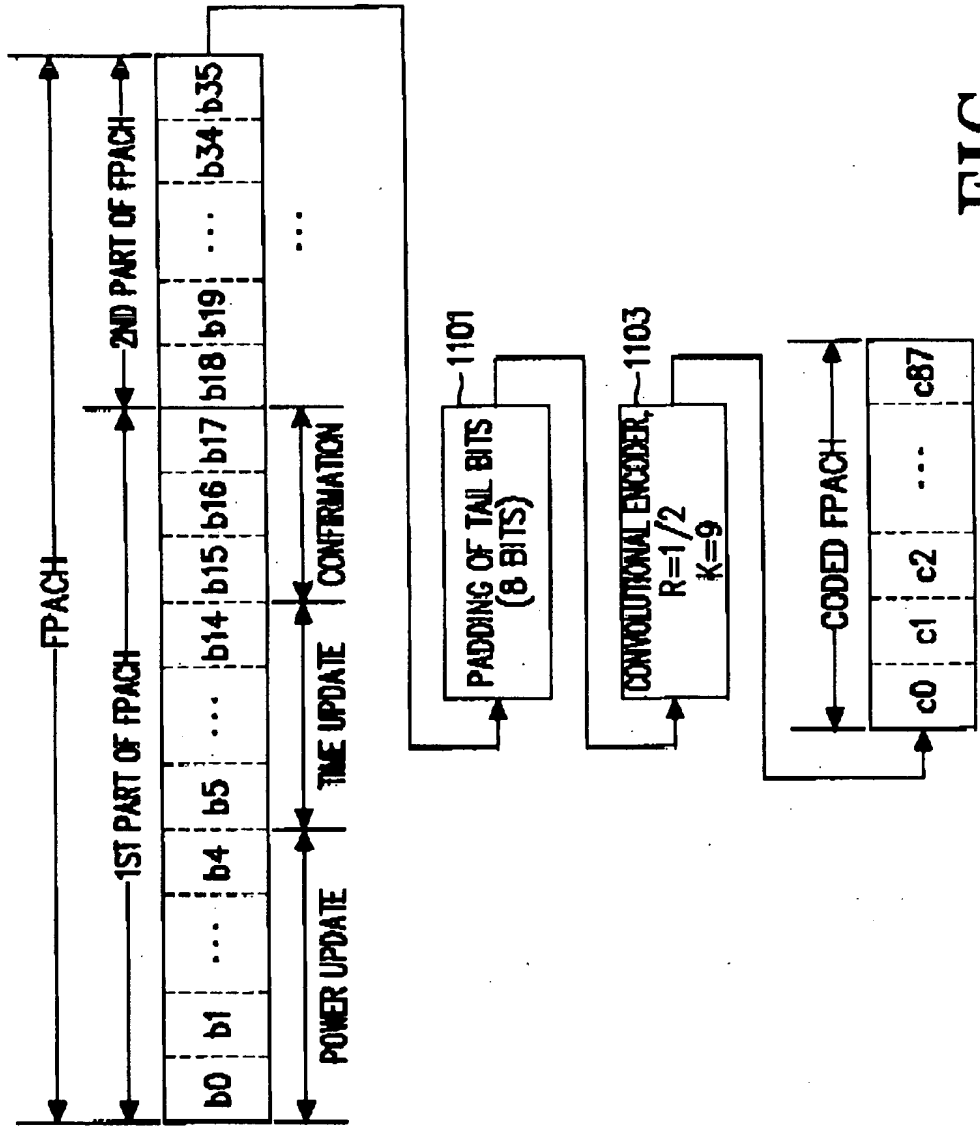 FPACH
1ST PART OF FPACH 2ND PART OF FPACH
b0 b1 ... b4 b5 ... b14 b15 b16 b17 b18 b19 ... b34 b35
POWER UPDATE TIME UPDATE CONFIRMATION ...
1101
PADDING OF TAIL BITS
(8 BITS)
1103
CONVOLUTIONAL ENCODER,
R=1/2
K=9
CODED FPACH
c0 c1 c2 ... c87
FIG